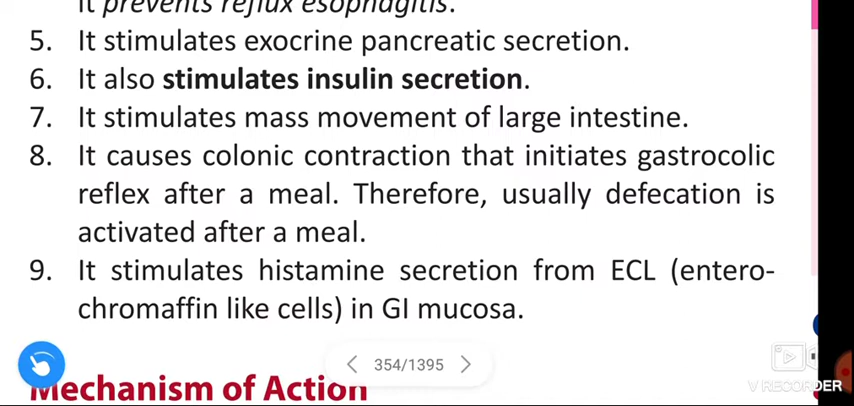 it prevents reflux esophagitis.
5. It stimulates exocrine pancreatic secretion.
6. It also stimulates insulin secretion.
7. It stimulates mass movement of large intestine.
8. It causes colonic contraction that initiates gastrocolic
reflex after a meal. Therefore, usually defecation is
activated after a meal.
9. It stimulates histamine secretion from ECL (entero-
chromaffin like cells) in GI mucosa.
354/1395
V RECORDER
Mechanism of Action